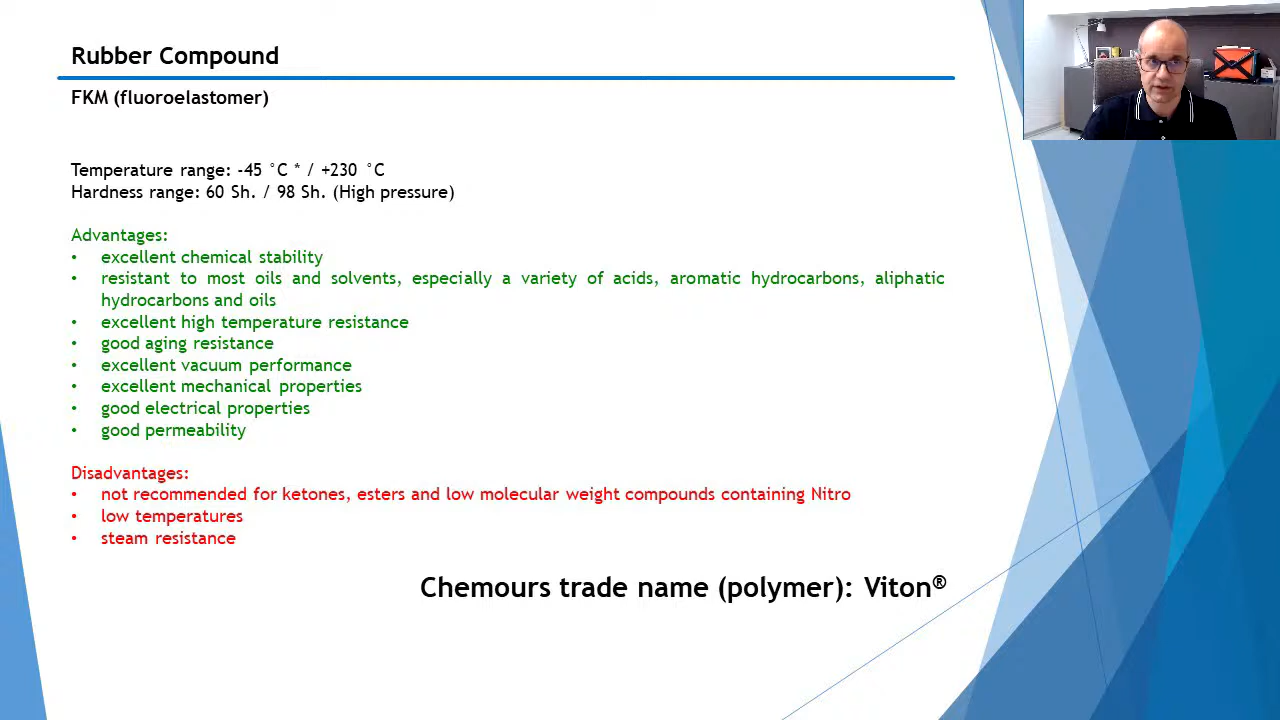 Rubber Compound
FKM (fluoroelastomer)
Temperature range: -45 °C * / +230 °C
Hardness range: 60 Sh. / 98 Sh. (High pressure)
Advantages:
• excellent chemical stability
• resistant to most oils and solvents, especially a variety of acids, aromatic hydrocarbons, aliphatic
hydrocarbons and oils
• excellent high temperature resistance
• good aging resistance
• excellent vacuum performance
• excellent mechanical properties
• good electrical properties
• good permeability
Disadvantages:
• not recommended for ketones, esters and low molecular weight compounds containing Nitro
• low temperatures
• steam resistance
Chemours trade name (polymer): Viton®